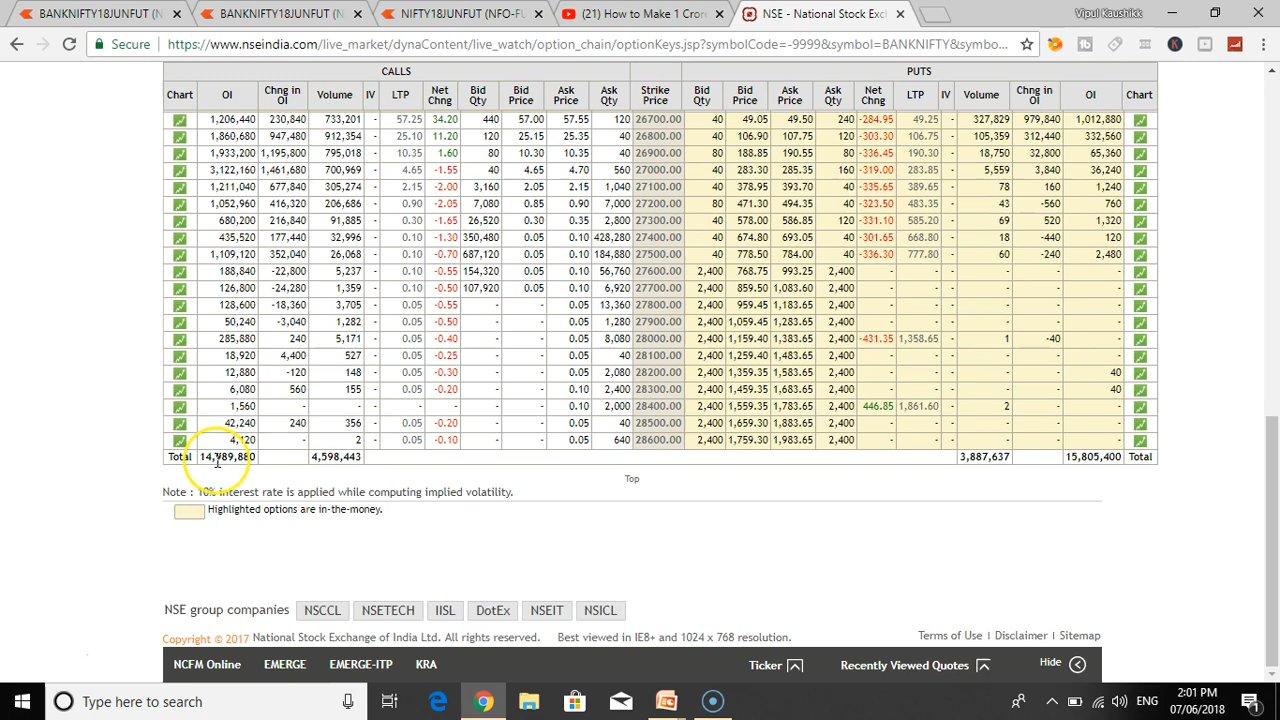 BANKNIFTY18JUNFUT (
BANKNIFTY18JUNFUT (
NIFTY18JUNFUT (NFO-FU
(21) How to Make 1 Crore
NSE - National Stock Exch
Vipul Kaushikk
Secure https://www.nseindia.com/live_market/dynaContent/live_watch/option_chain/optionKeys.jsp?symbolCode=-9999&symbol=BANKNIFTY&symbo...
CALLS PUTS
Chart OI Chng in OI Volume IV LTP Net Chng Bid Qty Bid Price Ask Price Ask Qty Strike Price Bid Qty Bid Price Ask Price Ask Qty Net Chng LTP IV Volume Chng in OI OI Chart
1,206,440 230,840 733,201 - 57.25 34.20 440 57.00 57.55 120 26700.00 40 49.05 49.50 240 -284.95 49.25 - 327,829 979,840 1,012,880
1,860,680 947,480 912,354 - 25.10 11.20 120 25.15 25.35 40 26800.00 40 106.90 107.75 120 -303.30 106.75 - 105,359 312,440 332,560
1,933,200 1,195,800 795,018 - 10.35 1.60 80 10.30 10.35 40 26900.00 80 188.85 190.55 80 -336.45 190.30 - 18,750 32,800 65,360
3,122,160 1,461,680 700,969 - 4.65 -1.55 40 4.65 4.70 560 27000.00 40 283.30 285.35 160 -319.00 283.85 - 5,559 3,840 36,240
1,211,040 677,840 305,274 - 2.15 -2.00 3,160 2.05 2.15 1,040 27100.00 40 378.95 393.70 40 -335.65 389.65 - 78 160 1,240
1,052,960 416,320 206,686 - 0.90 -2.05 7,080 0.85 0.90 7,000 27200.00 80 471.30 494.35 40 -323.50 483.35 - 43 -560 760
680,200 216,840 91,885 - 0.30 -1.65 26,520 0.30 0.35 2,800 27300.00 40 578.00 586.85 120 -331.10 585.20 - 69 520 1,320
435,520 177,440 32,996 - 0.10 -1.30 350,480 0.05 0.10 428,280 27400.00 40 674.80 693.05 40 -301.65 668.80 - 18 -440 120
1,109,120 352,040 26,068 - 0.10 -0.70 687,120 0.05 0.10 184,880 27500.00 40 778.50 784.00 40 -336.30 777.80 - 60 -240 2,480
188,840 -22,800 5,237 - 0.10 -0.55 154,320 0.05 0.10 56,760 27600.00 2,400 768.75 993.25 2,400 - - - - - -
126,800 -24,280 1,359 - 0.10 -0.50 107,920 0.05 0.10 6,920 27700.00 2,400 859.50 1,083.60 2,400 - - - - - -
128,600 -18,360 3,705 - 0.05 -0.55 - - 0.05 13,360 27800.00 2,400 959.45 1,183.65 2,400 - - - - - -
50,240 -3,040 1,282 - 0.05 -0.50 - - 0.05 1,280 27900.00 2,400 1,059.45 1,283.65 2,400 - - - - - -
285,880 240 5,171 - 0.05 -0.40 - - 0.05 8,080 28000.00 2,400 1,159.40 1,383.65 2,400 -431.35 1,358.65 - 1 -40 -
18,920 4,400 527 - 0.05 -0.25 - - 0.05 40 28100.00 2,400 1,259.40 1,483.65 2,400 - - - - - -
12,880 -120 148 - 0.05 -0.30 - - 0.05 2,080 28200.00 2,400 1,359.35 1,583.65 2,400 - - - - - 40
6,080 560 155 - 0.05 -0.20 - - 0.10 2,400 28300.00 2,400 1,459.35 1,683.65 2,400 - - - - - 40
1,560 - - - - - - - 0.10 2,000 28400.00 2,400 1,559.35 1,783.65 2,400 446.85 1,861.60 - 2 - -
42,240 240 356 - 0.05 -0.20 - - 0.05 40 28500.00 2,400 1,659.30 1,883.65 2,400 - - - - - -
4,120 - 2 - 0.05 -0.10 - - 0.05 640 28600.00 2,400 1,759.30 1,983.65 2,400 - - - - - -
Total 14,989,880 4,598,443 3,887,637 15,805,400 Total
Top
Note : 10% interest rate is applied while computing implied volatility.
Highlighted options are in-the-money.
NSE group companies NSCCL NSETECH IISL DotEx NSEIT NSICL
Copyright © 2017 National Stock Exchange of India Ltd. All rights reserved. Best viewed in IE8+ and 1024 x 768 resolution. Terms of Use | Disclaimer | Sitemap
NCFM Online EMERGE EMERGE-ITP KRA Ticker Recently Viewed Quotes Hide
Type here to search
ENG
2:01 PM
07/06/2018
1